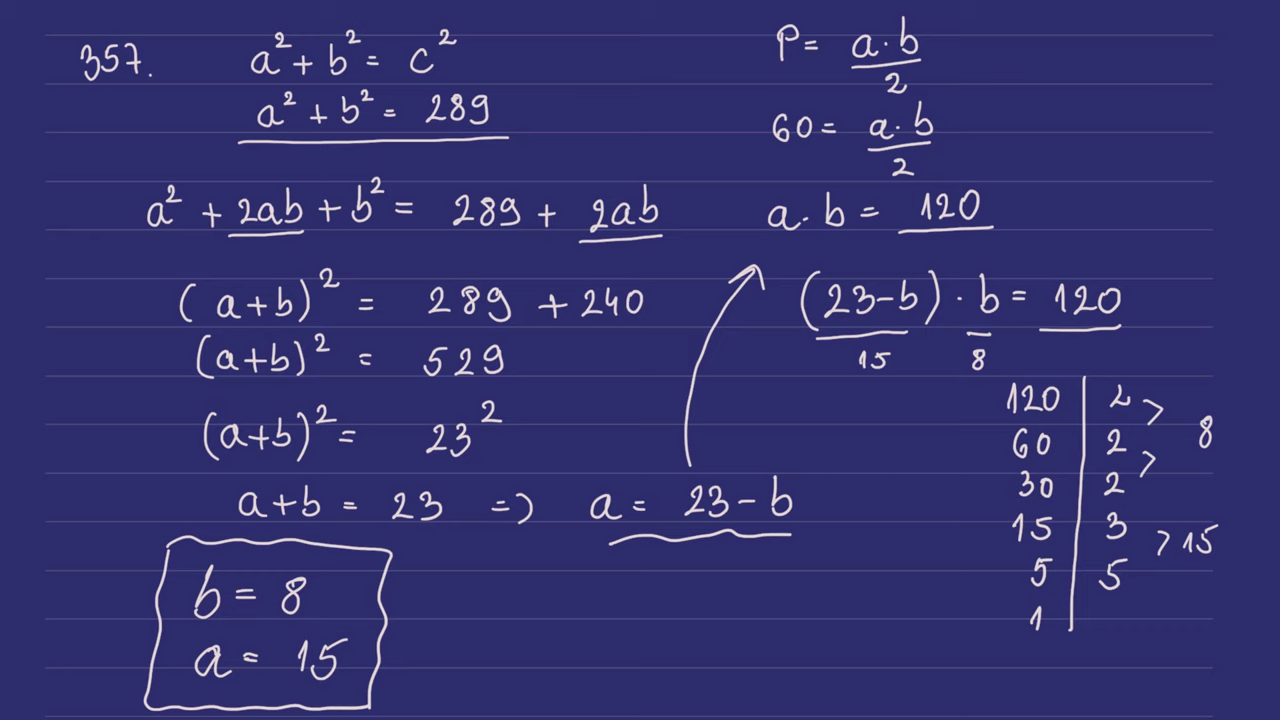 357.
a² + b² = c²
a² + b² = 289
a² + 2ab + b² = 289 + 2ab
(a+b)² = 289 + 240
(a+b)² = 529
(a+b)² = 23²
a+b = 23 => a = 23 - b
b = 8
a = 15
P = a·b/2
60 = a·b/2
a·b = 120
(23-b)·b = 120
15 8
120 | 2
60 | 2 > 8
30 | 2
15 | 3
5 | 5 > 15
1 |